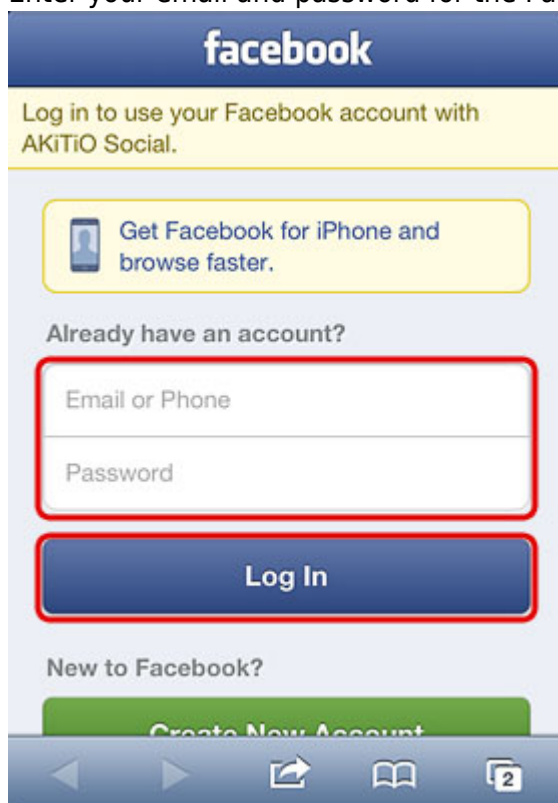 Enter your email and password for the Fa
facebook
Log in to use your Facebook account with
AKiTiO Social.
Get Facebook for iPhone and
browse faster.
Already have an account?
Email or Phone
Password
Log In
New to Facebook?
Create New Account
2